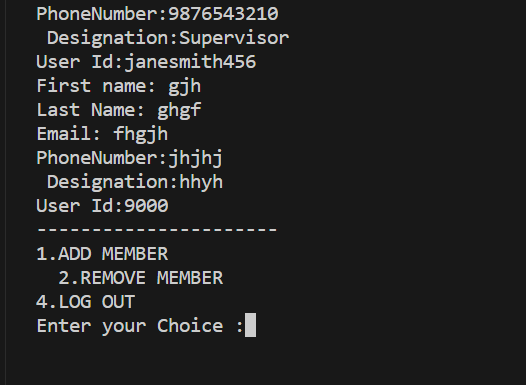 PhoneNumber:9876543210
 Designation:Supervisor
User Id:janesmith456
First name: gjh
Last Name: ghgf
Email: fhgjh
PhoneNumber:jhjhj
 Designation:hhyh
User Id:9000
----------------------
1.ADD MEMBER
  2.REMOVE MEMBER
4.LOG OUT
Enter your Choice :